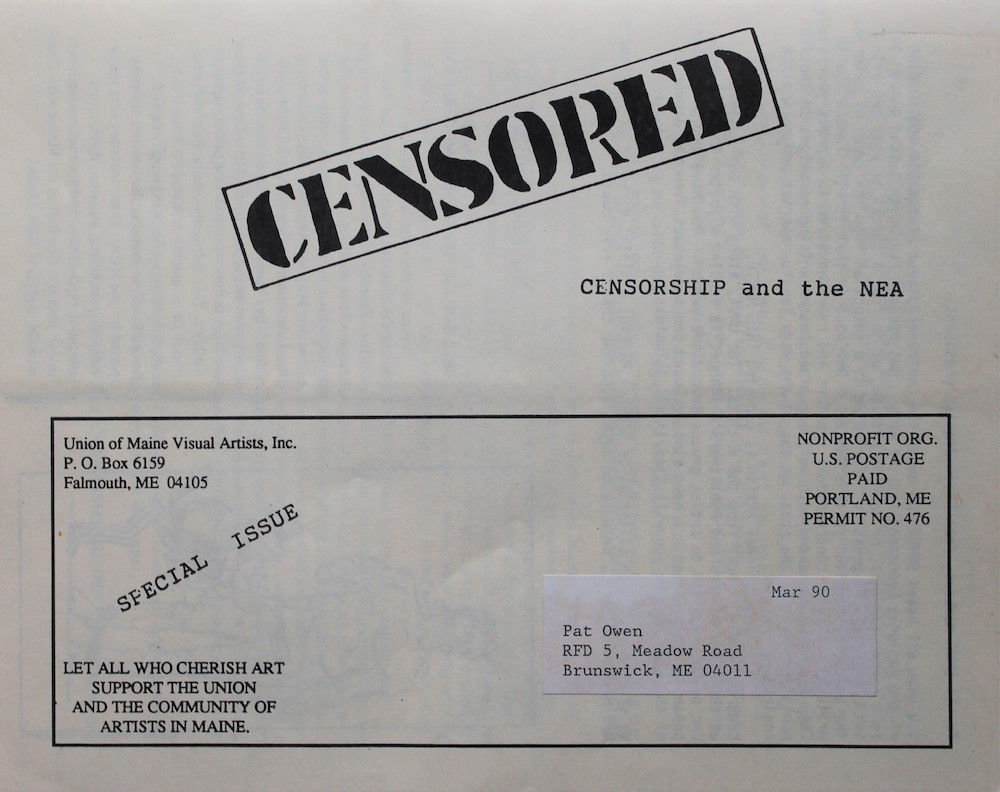 CENSORED
CENSORSHIP and the NEA
Union of Maine Visual Artists, Inc.
P. O. Box 6159
Falmouth, ME 04105
NONPROFIT ORG.
U.S. POSTAGE
PAID
PORTLAND, ME
PERMIT NO. 476
SPECIAL ISSUE
Mar 90
Pat Owen
RFD 5, Meadow Road
Brunswick, ME 04011
LET ALL WHO CHERISH ART
SUPPORT THE UNION
AND THE COMMUNITY OF
ARTISTS IN MAINE.